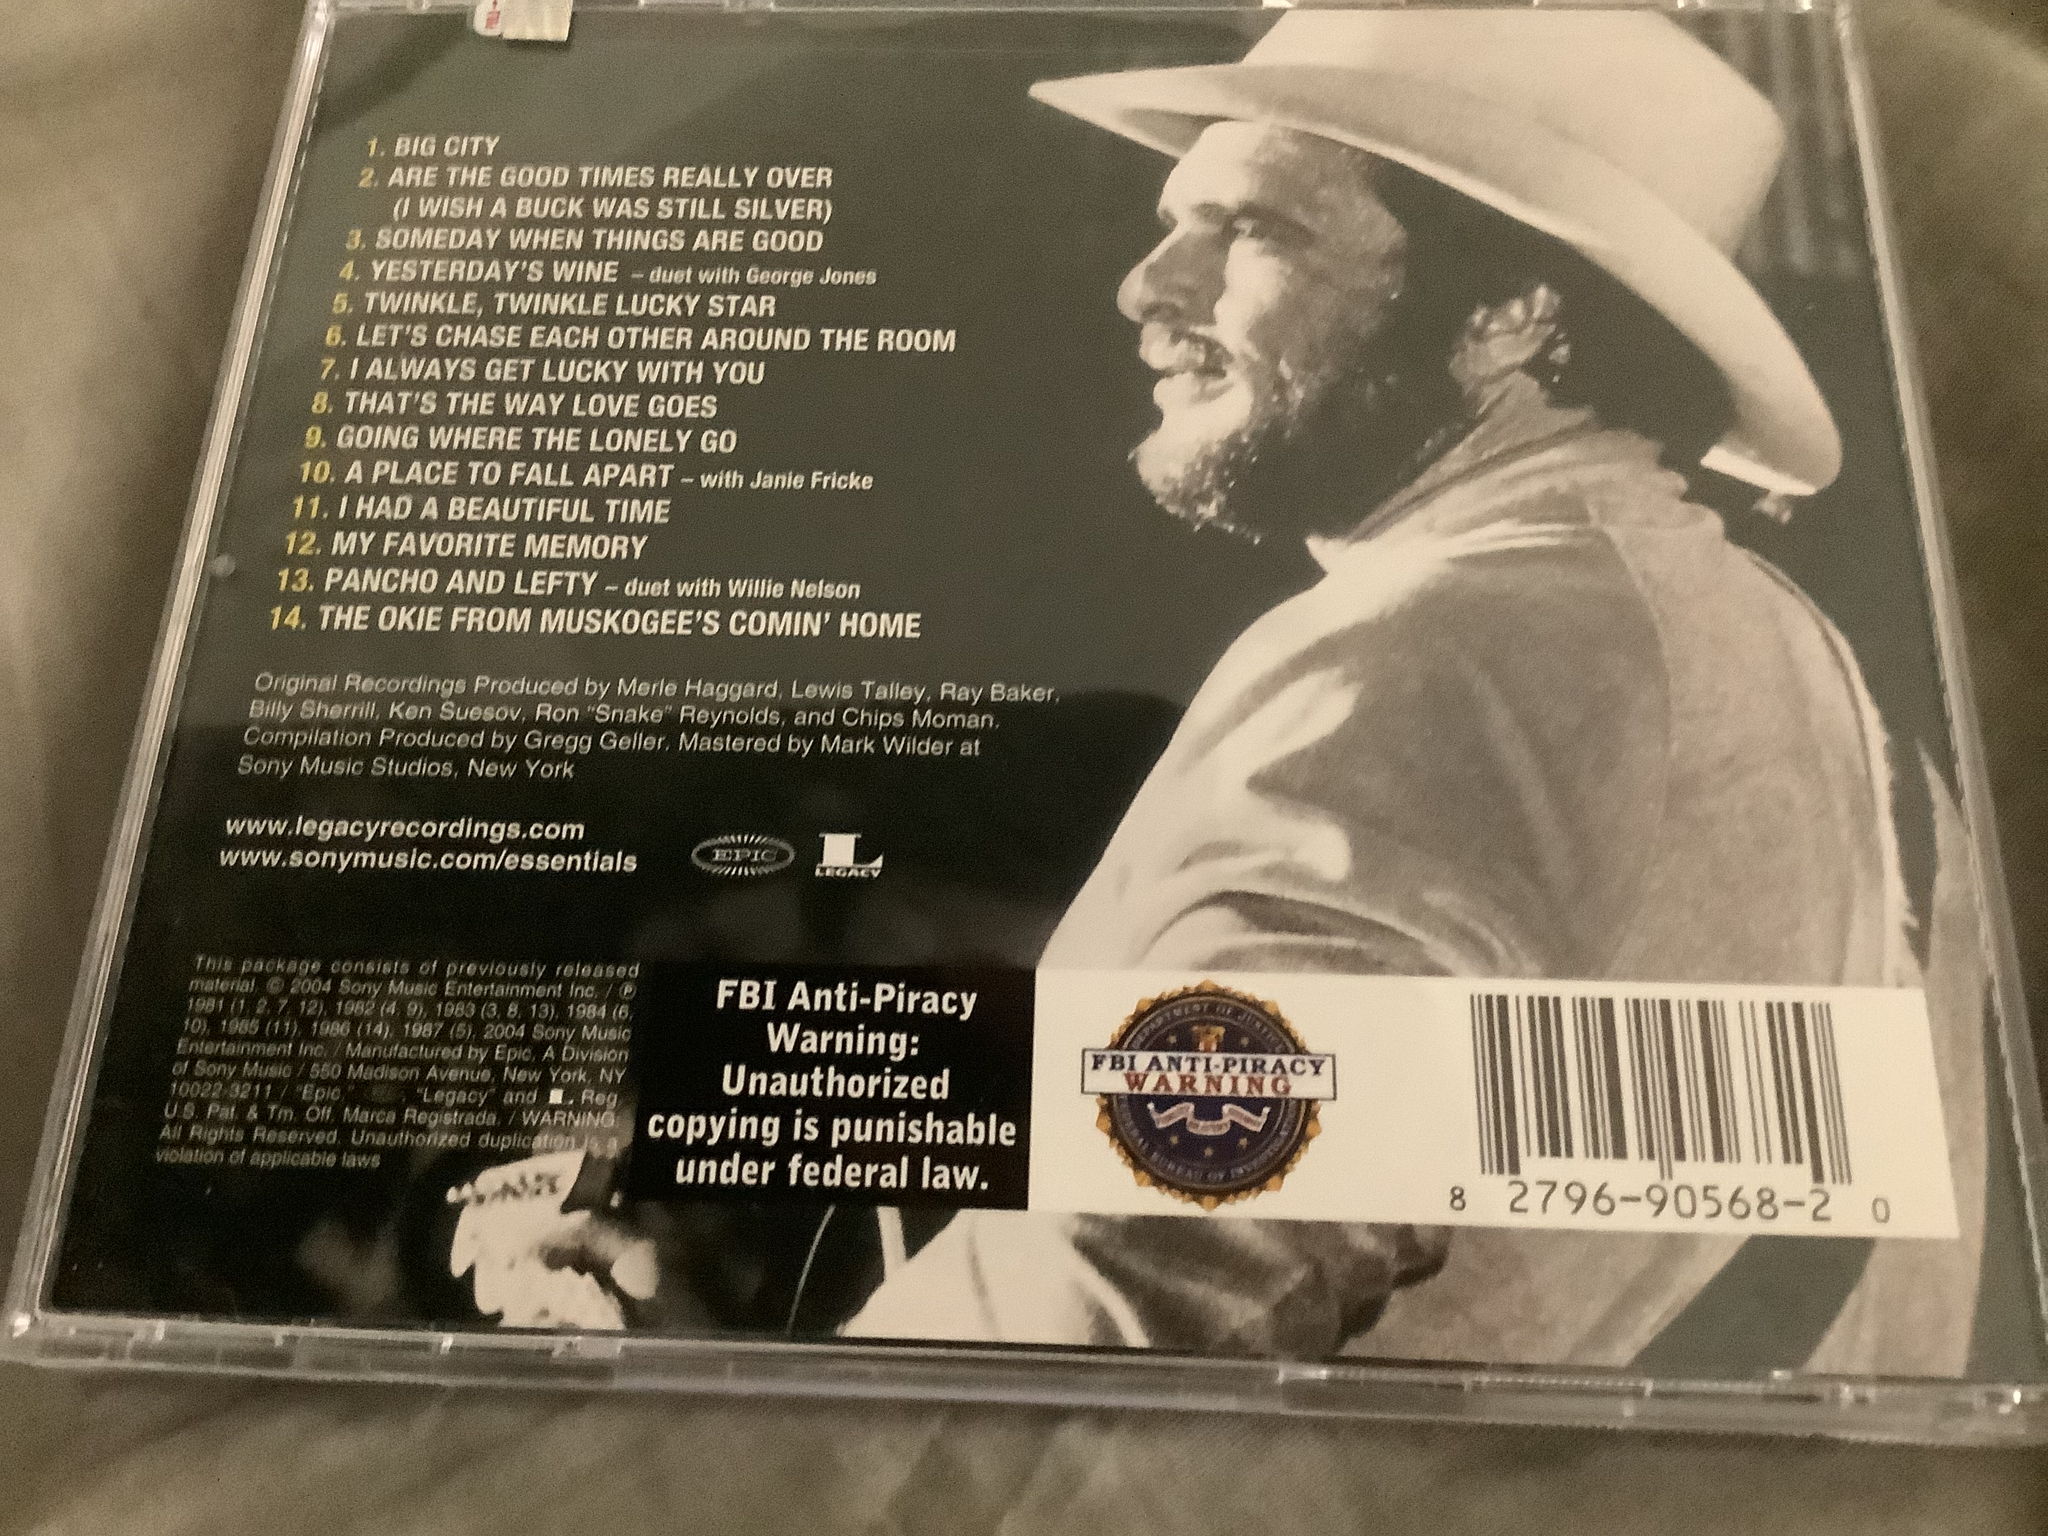 1. BIG CITY
2. ARE THE GOOD TIMES REALLY OVER
(I WISH A BUCK WAS STILL SILVER)
3. SOMEDAY WHEN THINGS ARE GOOD
4. YESTERDAY'S WINE – duet with George Jones
5. TWINKLE, TWINKLE LUCKY STAR
6. LET'S CHASE EACH OTHER AROUND THE ROOM
7. I ALWAYS GET LUCKY WITH YOU
8. THAT'S THE WAY LOVE GOES
9. GOING WHERE THE LONELY GO
10. A PLACE TO FALL APART – with Janie Fricke
11. I HAD A BEAUTIFUL TIME
12. MY FAVORITE MEMORY
13. PANCHO AND LEFTY – duet with Willie Nelson
14. THE OKIE FROM MUSKOGEE'S COMIN' HOME
Original Recordings Produced by Merle Haggard, Lewis Talley, Ray Baker,
Billy Sherrill, Ken Suesov, Ron "Snake" Reynolds, and Chips Moman.
Compilation Produced by Gregg Geller. Mastered by Mark Wilder at
Sony Music Studios, New York
www.legacyrecordings.com
www.sonymusic.com/essentials
EPIC
LEGACY
This package consists of previously released
material. © 2004 Sony Music Entertainment Inc. / ℗
1981 (1, 2, 7, 12), 1982 (4, 9), 1983 (3, 8, 13), 1984 (6,
10), 1985 (11), 1986 (14), 1987 (5), 2004 Sony Music
Entertainment Inc. / Manufactured by Epic, A Division
of Sony Music / 550 Madison Avenue, New York, NY
10022-3211 / "Epic," "Legacy" and L, Reg.
U.S. Pat. & Tm. Off. Marca Registrada. / WARNING:
All Rights Reserved. Unauthorized duplication is a
violation of applicable laws
FBI Anti-Piracy
Warning:
Unauthorized
copying is punishable
under federal law.
DEPARTMENT OF JUSTICE
FBI ANTI-PIRACY
WARNING
FEDERAL BUREAU OF INVESTIGATION
8 2796-90568-2 0